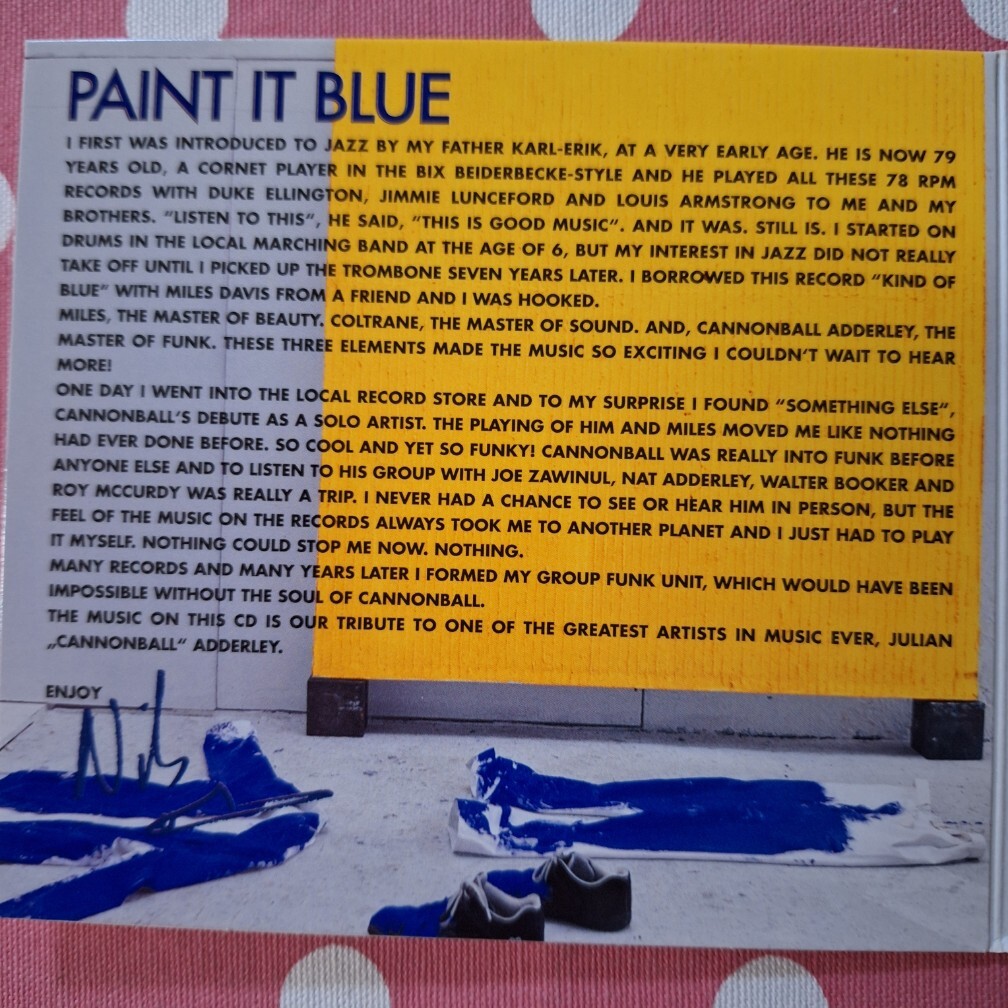 PAINT IT BLUE
I FIRST WAS INTRODUCED TO JAZZ BY MY FATHER KARL-ERIK, AT A VERY EARLY AGE. HE IS NOW 79
YEARS OLD, A CORNET PLAYER IN THE BIX BEIDERBECKE-STYLE AND HE PLAYED ALL THESE 78 RPM
RECORDS WITH DUKE ELLINGTON, JIMMIE LUNCEFORD AND LOUIS ARMSTRONG TO ME AND MY
BROTHERS. "LISTEN TO THIS", HE SAID, "THIS IS GOOD MUSIC". AND IT WAS. STILL IS. I STARTED ON
DRUMS IN THE LOCAL MARCHING BAND AT THE AGE OF 6, BUT MY INTEREST IN JAZZ DID NOT REALLY
TAKE OFF UNTIL I PICKED UP THE TROMBONE SEVEN YEARS LATER. I BORROWED THIS RECORD "KIND OF
BLUE" WITH MILES DAVIS FROM A FRIEND AND I WAS HOOKED.
MILES, THE MASTER OF BEAUTY. COLTRANE, THE MASTER OF SOUND. AND, CANNONBALL ADDERLEY, THE
MASTER OF FUNK. THESE THREE ELEMENTS MADE THE MUSIC SO EXCITING I COULDN'T WAIT TO HEAR
MORE!
ONE DAY I WENT INTO THE LOCAL RECORD STORE AND TO MY SURPRISE I FOUND "SOMETHING ELSE",
CANNONBALL'S DEBUTE AS A SOLO ARTIST. THE PLAYING OF HIM AND MILES MOVED ME LIKE NOTHING
HAD EVER DONE BEFORE. SO COOL AND YET SO FUNKY! CANNONBALL WAS REALLY INTO FUNK BEFORE
ANYONE ELSE AND TO LISTEN TO HIS GROUP WITH JOE ZAWINUL, NAT ADDERLEY, WALTER BOOKER AND
ROY MCCURDY WAS REALLY A TRIP. I NEVER HAD A CHANCE TO SEE OR HEAR HIM IN PERSON, BUT THE
FEEL OF THE MUSIC ON THE RECORDS ALWAYS TOOK ME TO ANOTHER PLANET AND I JUST HAD TO PLAY
IT MYSELF. NOTHING COULD STOP ME NOW. NOTHING.
MANY RECORDS AND MANY YEARS LATER I FORMED MY GROUP FUNK UNIT, WHICH WOULD HAVE BEEN
IMPOSSIBLE WITHOUT THE SOUL OF CANNONBALL.
THE MUSIC ON THIS CD IS OUR TRIBUTE TO ONE OF THE GREATEST ARTISTS IN MUSIC EVER, JULIAN
„CANNONBALL" ADDERLEY.
ENJOY
Nils